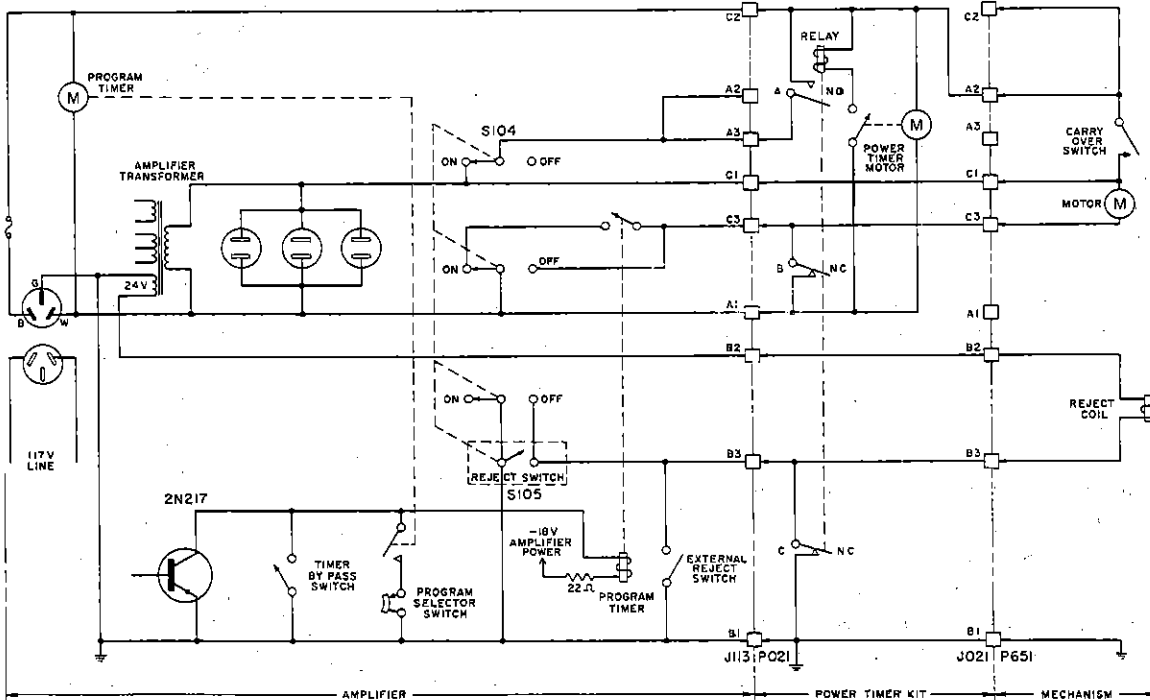 C2
C2
RELAY
PROGRAM
TIMER
M
A2
A
NO
A2
S104
A3
M
A3
CARRY
OVER
SWITCH
AMPLIFIER
TRANSFORMER
ON
OFF
POWER
TIMER
MOTOR
C1
C1
MOTOR
M
C3
C3
ON
OFF
B
NC
24V
G
B
W
A1
A1
B2
B2
ON
OFF
REJECT
COIL
117V
LINE
B3
B3
REJECT SWITCH
S105
2N217
-18V
AMPLIFIER
POWER
C
NC
TIMER
BY PASS
SWITCH
EXTERNAL
REJECT
SWITCH
22Ω
PROGRAM
SELECTOR
SWITCH
PROGRAM
TIMER
B1
B1
J113
P021
J021
P651
AMPLIFIER
POWER TIMER KIT
MECHANISM